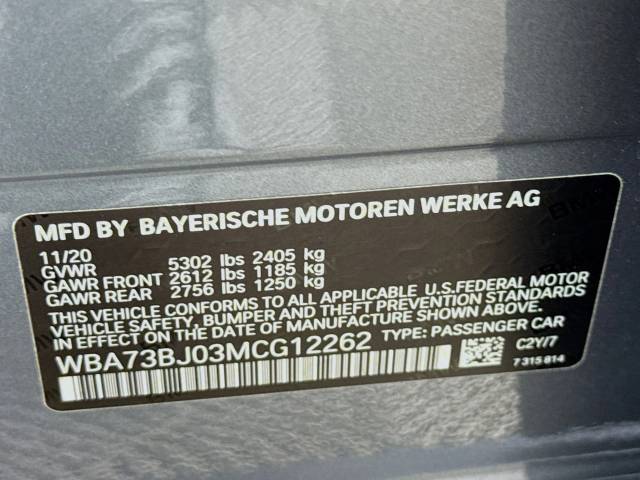 MFD BY BAYERISCHE MOTOREN WERKE AG
11/20
GVWR 5302 lbs 2405 kg
GAWR FRONT 2612 lbs 1185 kg
GAWR REAR 2756 lbs 1250 kg
THIS VEHICLE CONFORMS TO ALL APPLICABLE U.S.FEDERAL MOTOR
VEHICLE SAFETY, BUMPER, AND THEFT PREVENTION STANDARDS
IN EFFECT ON THE DATE OF MANUFACTURE SHOWN ABOVE.
WBA73BJ03MCG12262 TYPE: PASSENGER CAR
C2Y/7
7 315 814